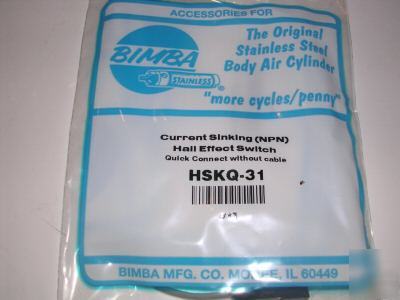 ACCESSORIES FOR
BIMBA
STAINLESS
The Original
Stainless Steel
Body Air Cylinder
"more cycles/penny"
Current Sinking (NPN)
Hall Effect Switch
Quick Connect without cable
HSKQ-31
BIMBA MFG. CO. MONEE, IL 60449